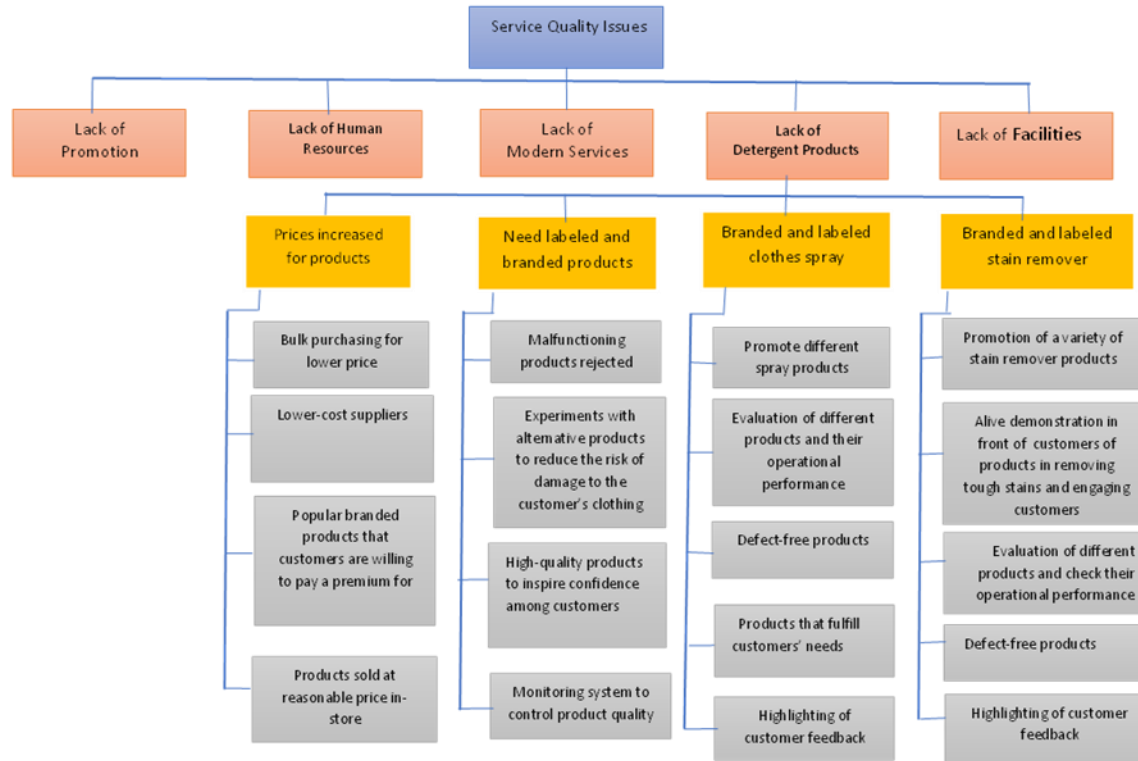 Service Quality Issues
Lack of
Promotion
Lack of Human
Resources
Lack of
Modern Services
Lack of
Detergent Products
Lack of Facilities
Prices increased
for products
Need labeled and
branded products
Branded and labeled
clothes spray
Branded and labeled
stain remover
Bulk purchasing for
lower price
Lower-cost suppliers
Popular branded
products that
customers are willing
to pay a premium for
Products sold at
reasonable price in-
store
Malfunctioning
products rejected
Experiments with
alternative products
to reduce the risk of
damage to the
customer's clothing
High-quality products
to inspire confidence
among customers
Monitoring system to
control product quality
Promote different
spray products
Evaluation of different
products and their
operational
performance
Defect-free products
Products that fulfill
customers' needs
Highlighting of
customer feedback
Promotion of a variety of
stain remover products
Alive demonstration in
front of customers of
products in removing
tough stains and engaging
customers
Evaluation of different
products and check their
operational performance
Defect-free products
Highlighting of customer
feedback